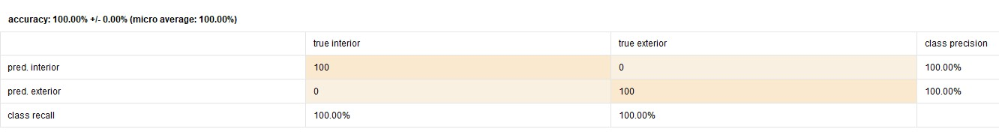 accuracy: 100.00% +/- 0.00% (micro average: 100.00%)
true interior true exterior class precision
pred. interior 100 0 100.00%
pred. exterior 0 100 100.00%
class recall 100.00% 100.00%